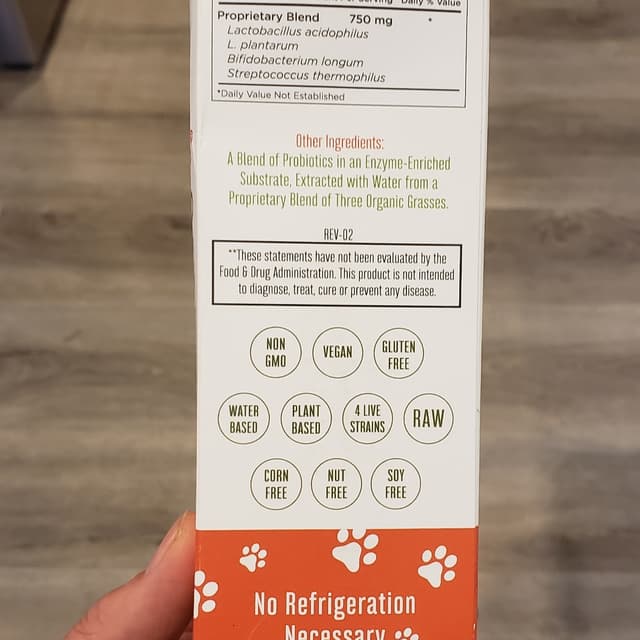 Daily % Value
Proprietary Blend 750 mg *
Lactobacillus acidophilus
L. plantarum
Bifidobacterium longum
Streptococcus thermophilus
*Daily Value Not Established
Other Ingredients:
A Blend of Probiotics in an Enzyme-Enriched
Substrate, Extracted with Water from a
Proprietary Blend of Three Organic Grasses.
REV-02
**These statements have not been evaluated by the
Food & Drug Administration. This product is not intended
to diagnose, treat, cure or prevent any disease.
NON
GMO
VEGAN
GLUTEN
FREE
WATER
BASED
PLANT
BASED
4 LIVE
STRAINS
RAW
CORN
FREE
NUT
FREE
SOY
FREE
No Refrigeration
Necessary